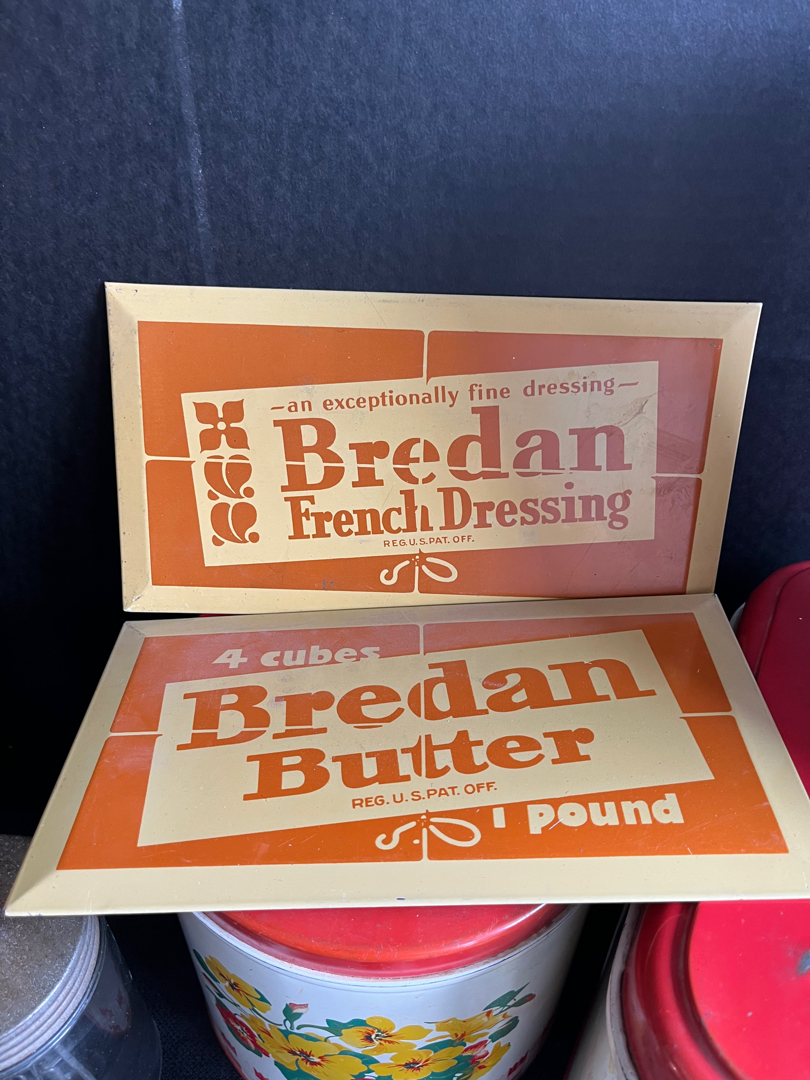 -an exceptionally fine dressing-
Bredan
French Dressing
REG. U.S. PAT. OFF.
4 cubes
Bredan
Butter
REG. U.S. PAT. OFF.
1 pound